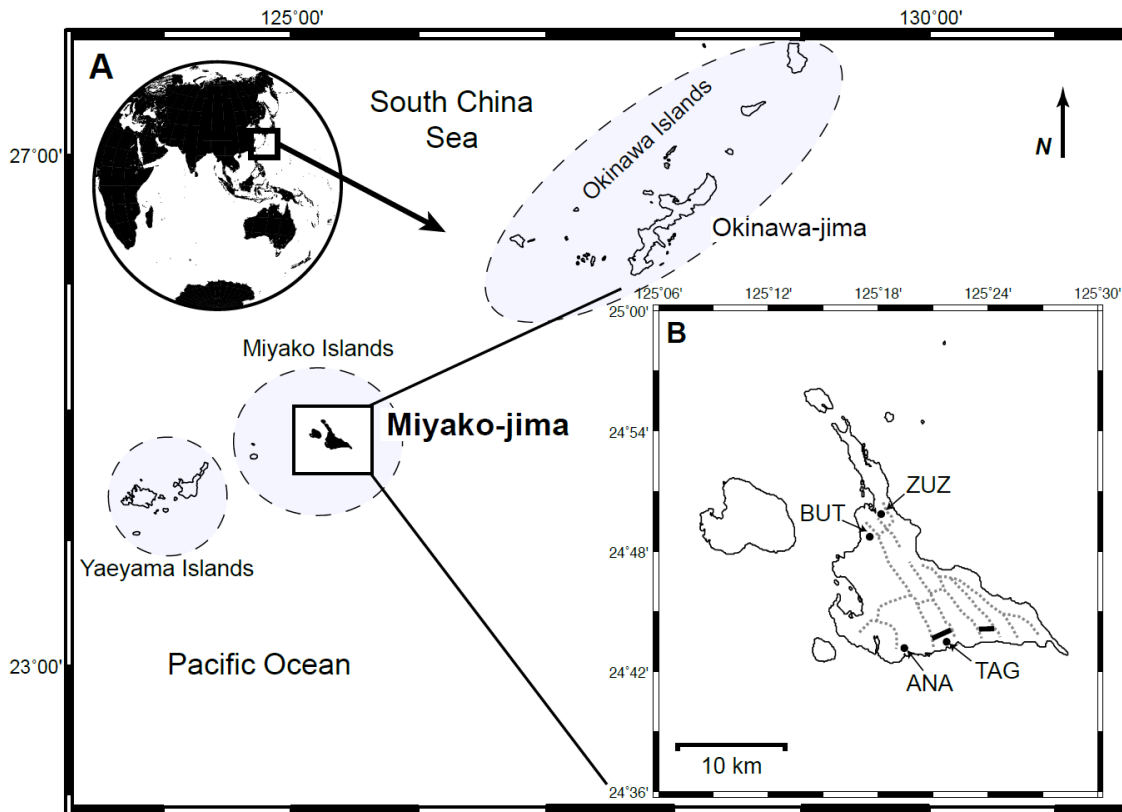 125°00'
130°00'
A
South China
Sea
Okinawa Islands
N
27°00'
Okinawa-jima
125°06'
125°12'
125°18'
125°24'
125°30'
25°00'
B
Miyako Islands
Miyako-jima
24°54'
ZUZ
BUT
24°48'
Yaeyama Islands
Pacific Ocean
23°00'
24°42'
ANA
TAG
10 km
24°36'